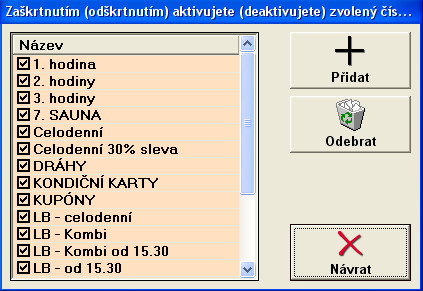 Zaškrtnutím (odškrtnutím) aktivujete (deaktivujete) zvolený čís...
Název
1. hodina
2. hodiny
3. hodiny
7. SAUNA
Celodenní
Celodenní 30% sleva
DRÁHY
KONDIČNÍ KARTY
KUPÓNY
LB - celodenní
LB - Kombi
LB - Kombi od 15.30
LB - od 15.30
Přidat
Odebrat
Návrat